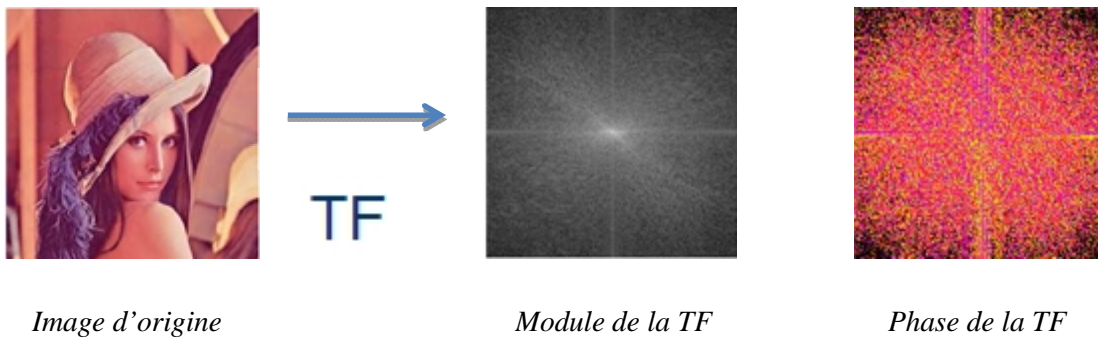 TF
Image d’origine
Module de la TF
Phase de la TF